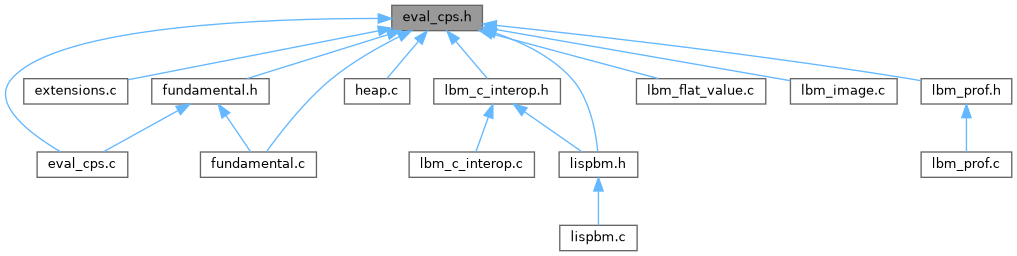 eval_cps.h
extensions.c
fundamental.h
heap.c
lbm_c_interop.h
lbm_flat_value.c
lbm_image.c
lbm_prof.h
eval_cps.c
fundamental.c
lbm_c_interop.c
lispbm.h
lbm_prof.c
lispbm.c